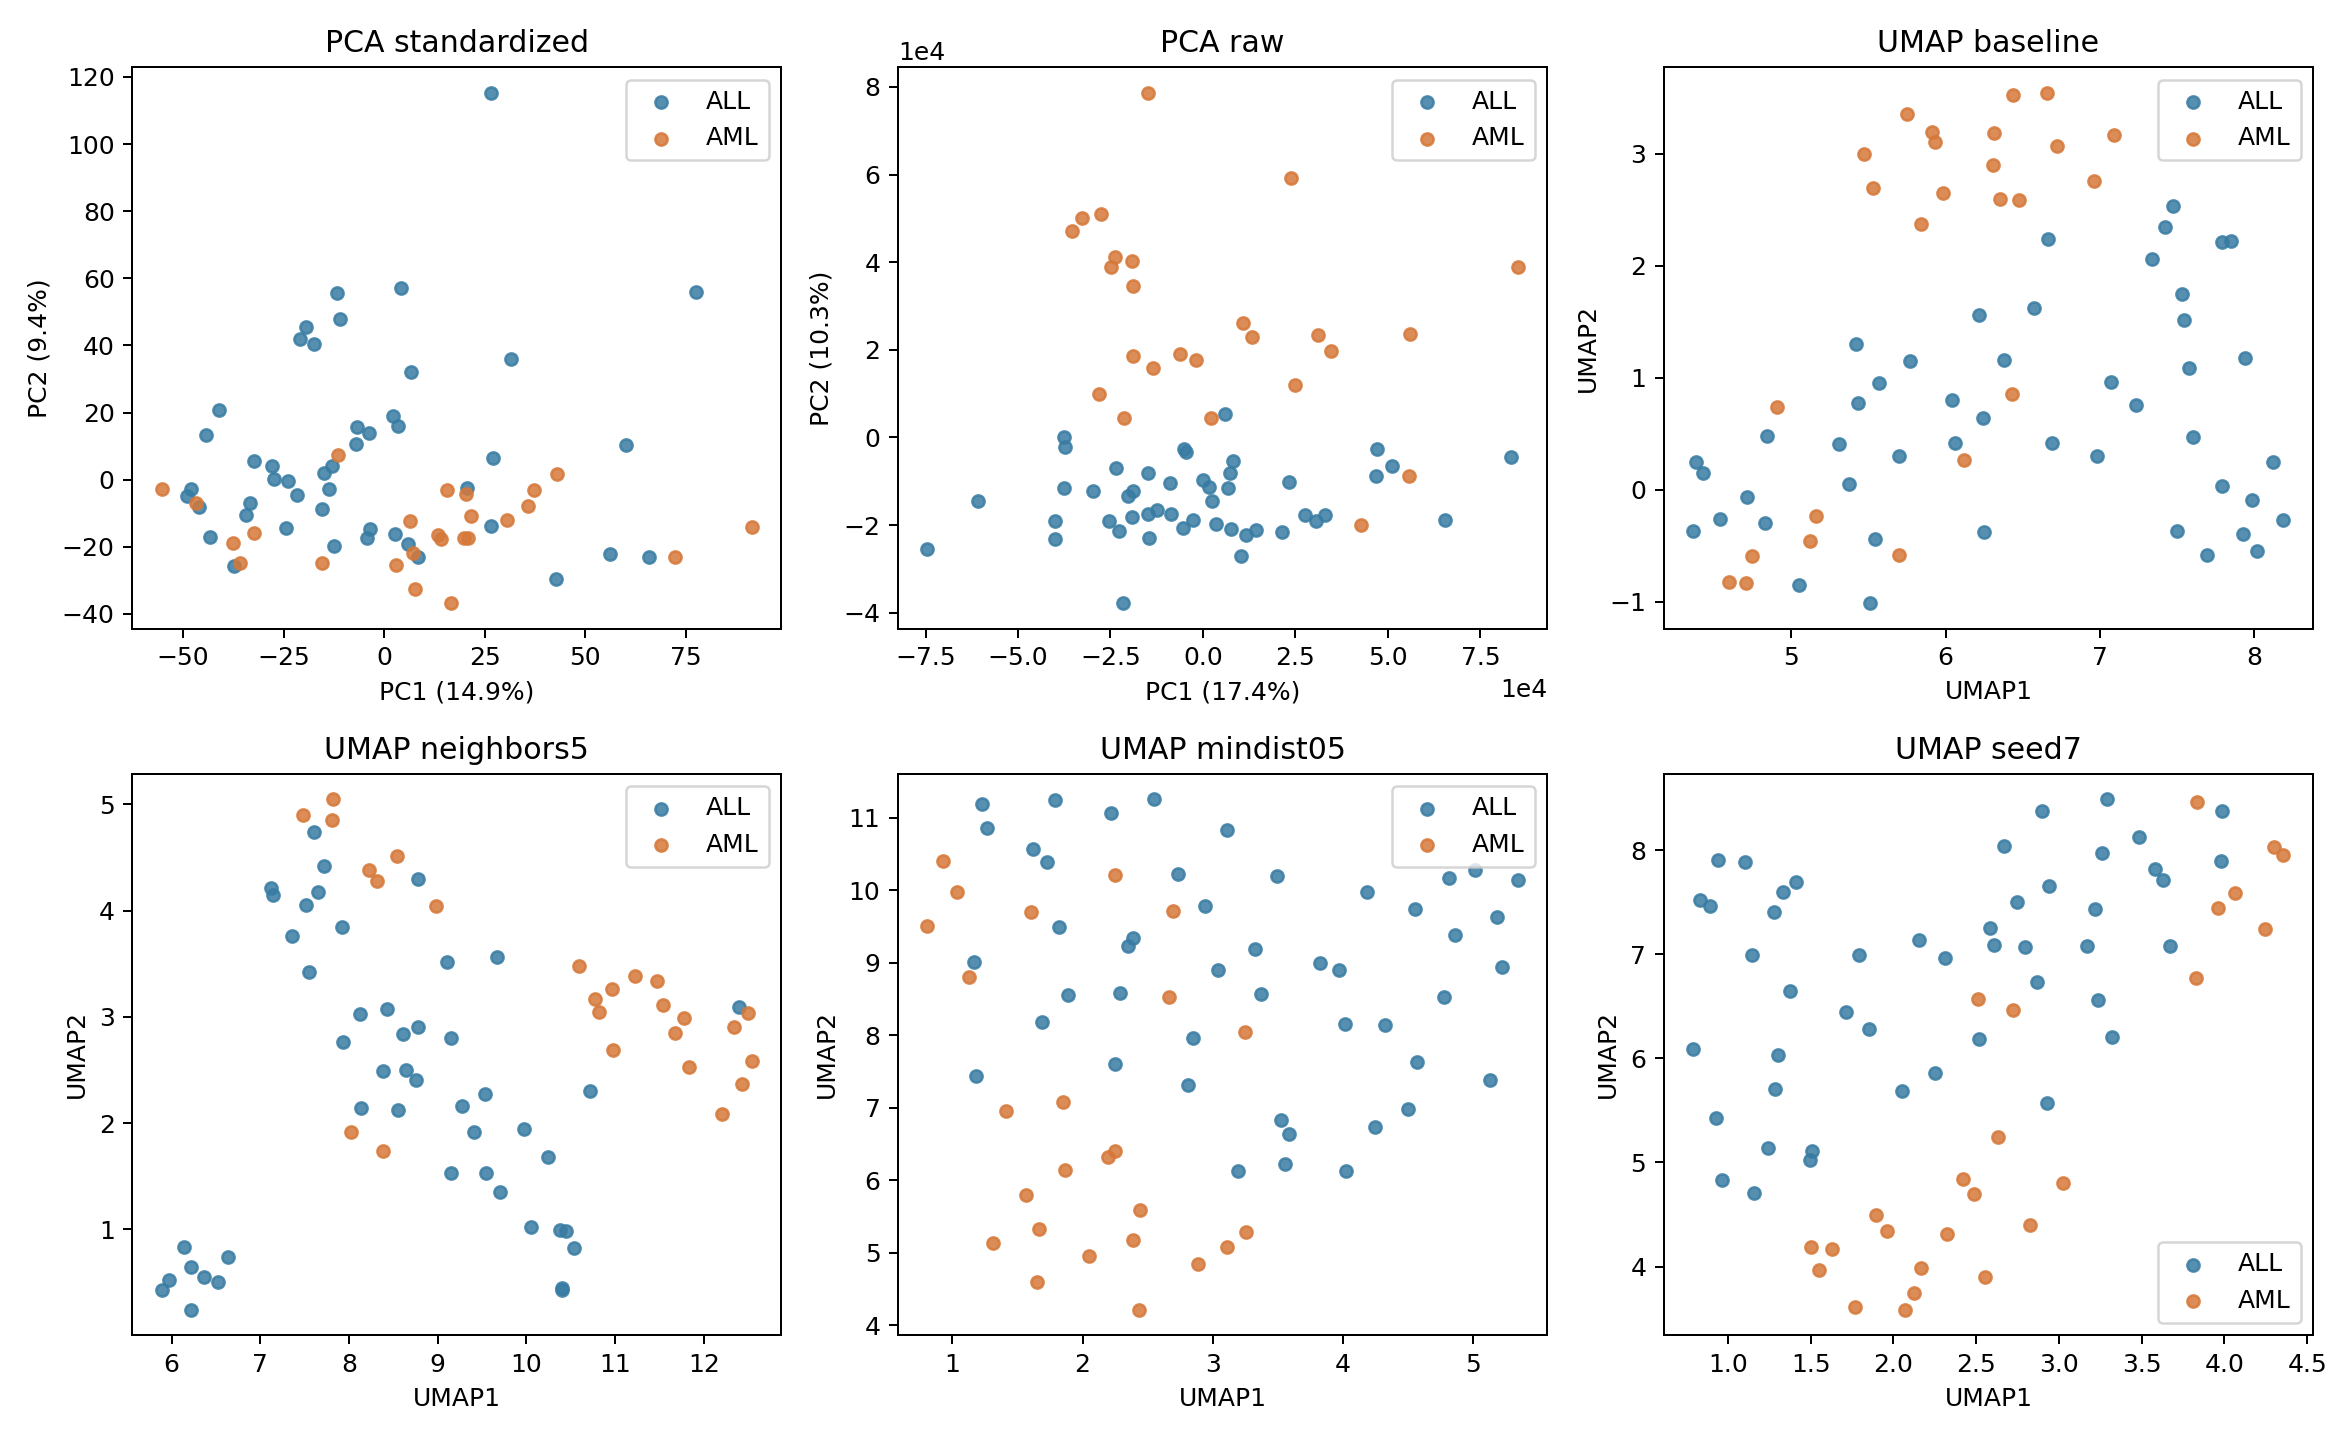 PCA standardized
PCA raw
UMAP baseline
1e4
ALL
AML
ALL
AML
ALL
AML
120
100
80
60
40
20
0
−20
−40
8
6
4
2
0
−2
−4
3
2
1
0
−1
PC2 (9.4%)
PC2 (10.3%)
UMAP2
−50
−25
0
25
50
75
−7.5
−5.0
−2.5
0.0
2.5
5.0
7.5
5
6
7
8
PC1 (14.9%)
PC1 (17.4%)
1e4
UMAP1
UMAP neighbors5
UMAP mindist05
UMAP seed7
ALL
AML
ALL
AML
ALL
AML
5
4
3
2
1
11
10
9
8
7
6
5
4
8
7
6
5
4
UMAP2
UMAP2
UMAP2
6
7
8
9
10
11
12
1
2
3
4
5
1.0
1.5
2.0
2.5
3.0
3.5
4.0
4.5
UMAP1
UMAP1
UMAP1